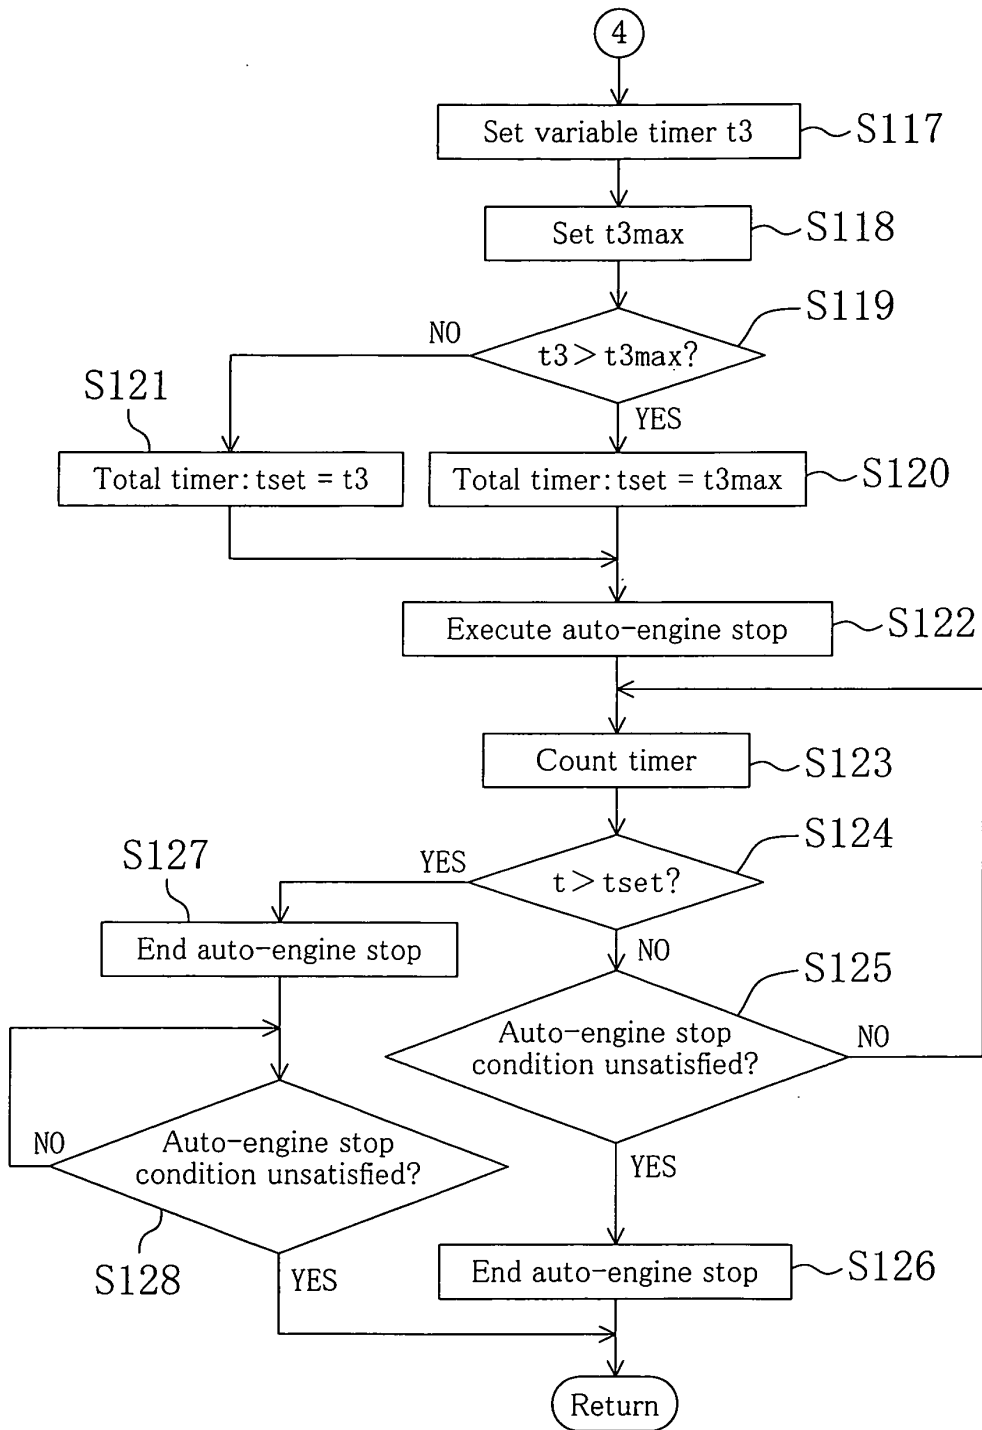 4
Set variable timer t3
S117
Set t3max
S118
S119
NO
t3>t3max?
YES
S121
Total timer:tset = t3
Total timer:tset = t3max
S120
Execute auto-engine stop
S122
Count timer
S123
S124
S127
YES
t>tset?
End auto-engine stop
NO
S125
Auto-engine stop
condition unsatisfied?
NO
NO
Auto-engine stop
condition unsatisfied?
YES
S128
YES
End auto-engine stop
S126
Return